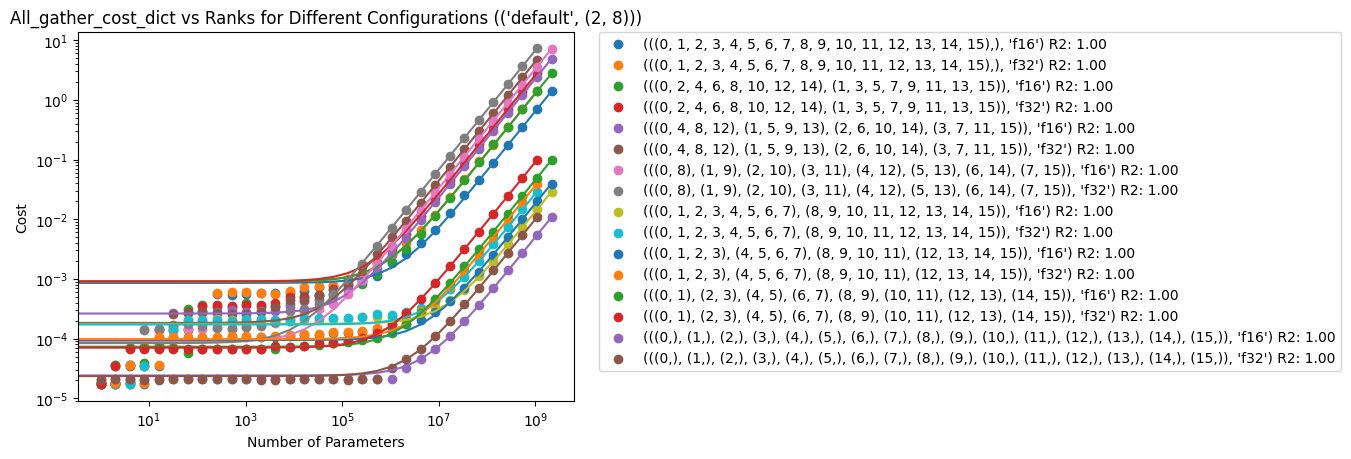 All_gather_cost_dict vs Ranks for Different Configurations (('default', (2, 8)))
10^1
10^0
10^-1
10^-2
10^-3
10^-4
10^-5
Cost
10^1
10^3
10^5
10^7
10^9
Number of Parameters
(((0, 1, 2, 3, 4, 5, 6, 7, 8, 9, 10, 11, 12, 13, 14, 15),), 'f16') R2: 1.00
(((0, 1, 2, 3, 4, 5, 6, 7, 8, 9, 10, 11, 12, 13, 14, 15),), 'f32') R2: 1.00
(((0, 2, 4, 6, 8, 10, 12, 14), (1, 3, 5, 7, 9, 11, 13, 15)), 'f16') R2: 1.00
(((0, 2, 4, 6, 8, 10, 12, 14), (1, 3, 5, 7, 9, 11, 13, 15)), 'f32') R2: 1.00
(((0, 4, 8, 12), (1, 5, 9, 13), (2, 6, 10, 14), (3, 7, 11, 15)), 'f16') R2: 1.00
(((0, 4, 8, 12), (1, 5, 9, 13), (2, 6, 10, 14), (3, 7, 11, 15)), 'f32') R2: 1.00
(((0, 8), (1, 9), (2, 10), (3, 11), (4, 12), (5, 13), (6, 14), (7, 15)), 'f16') R2: 1.00
(((0, 8), (1, 9), (2, 10), (3, 11), (4, 12), (5, 13), (6, 14), (7, 15)), 'f32') R2: 1.00
(((0, 1, 2, 3, 4, 5, 6, 7), (8, 9, 10, 11, 12, 13, 14, 15)), 'f16') R2: 1.00
(((0, 1, 2, 3, 4, 5, 6, 7), (8, 9, 10, 11, 12, 13, 14, 15)), 'f32') R2: 1.00
(((0, 1, 2, 3), (4, 5, 6, 7), (8, 9, 10, 11), (12, 13, 14, 15)), 'f16') R2: 1.00
(((0, 1, 2, 3), (4, 5, 6, 7), (8, 9, 10, 11), (12, 13, 14, 15)), 'f32') R2: 1.00
(((0, 1), (2, 3), (4, 5), (6, 7), (8, 9), (10, 11), (12, 13), (14, 15)), 'f16') R2: 1.00
(((0, 1), (2, 3), (4, 5), (6, 7), (8, 9), (10, 11), (12, 13), (14, 15)), 'f32') R2: 1.00
(((0,), (1,), (2,), (3,), (4,), (5,), (6,), (7,), (8,), (9,), (10,), (11,), (12,), (13,), (14,), (15,)), 'f16') R2: 1.00
(((0,), (1,), (2,), (3,), (4,), (5,), (6,), (7,), (8,), (9,), (10,), (11,), (12,), (13,), (14,), (15,)), 'f32') R2: 1.00